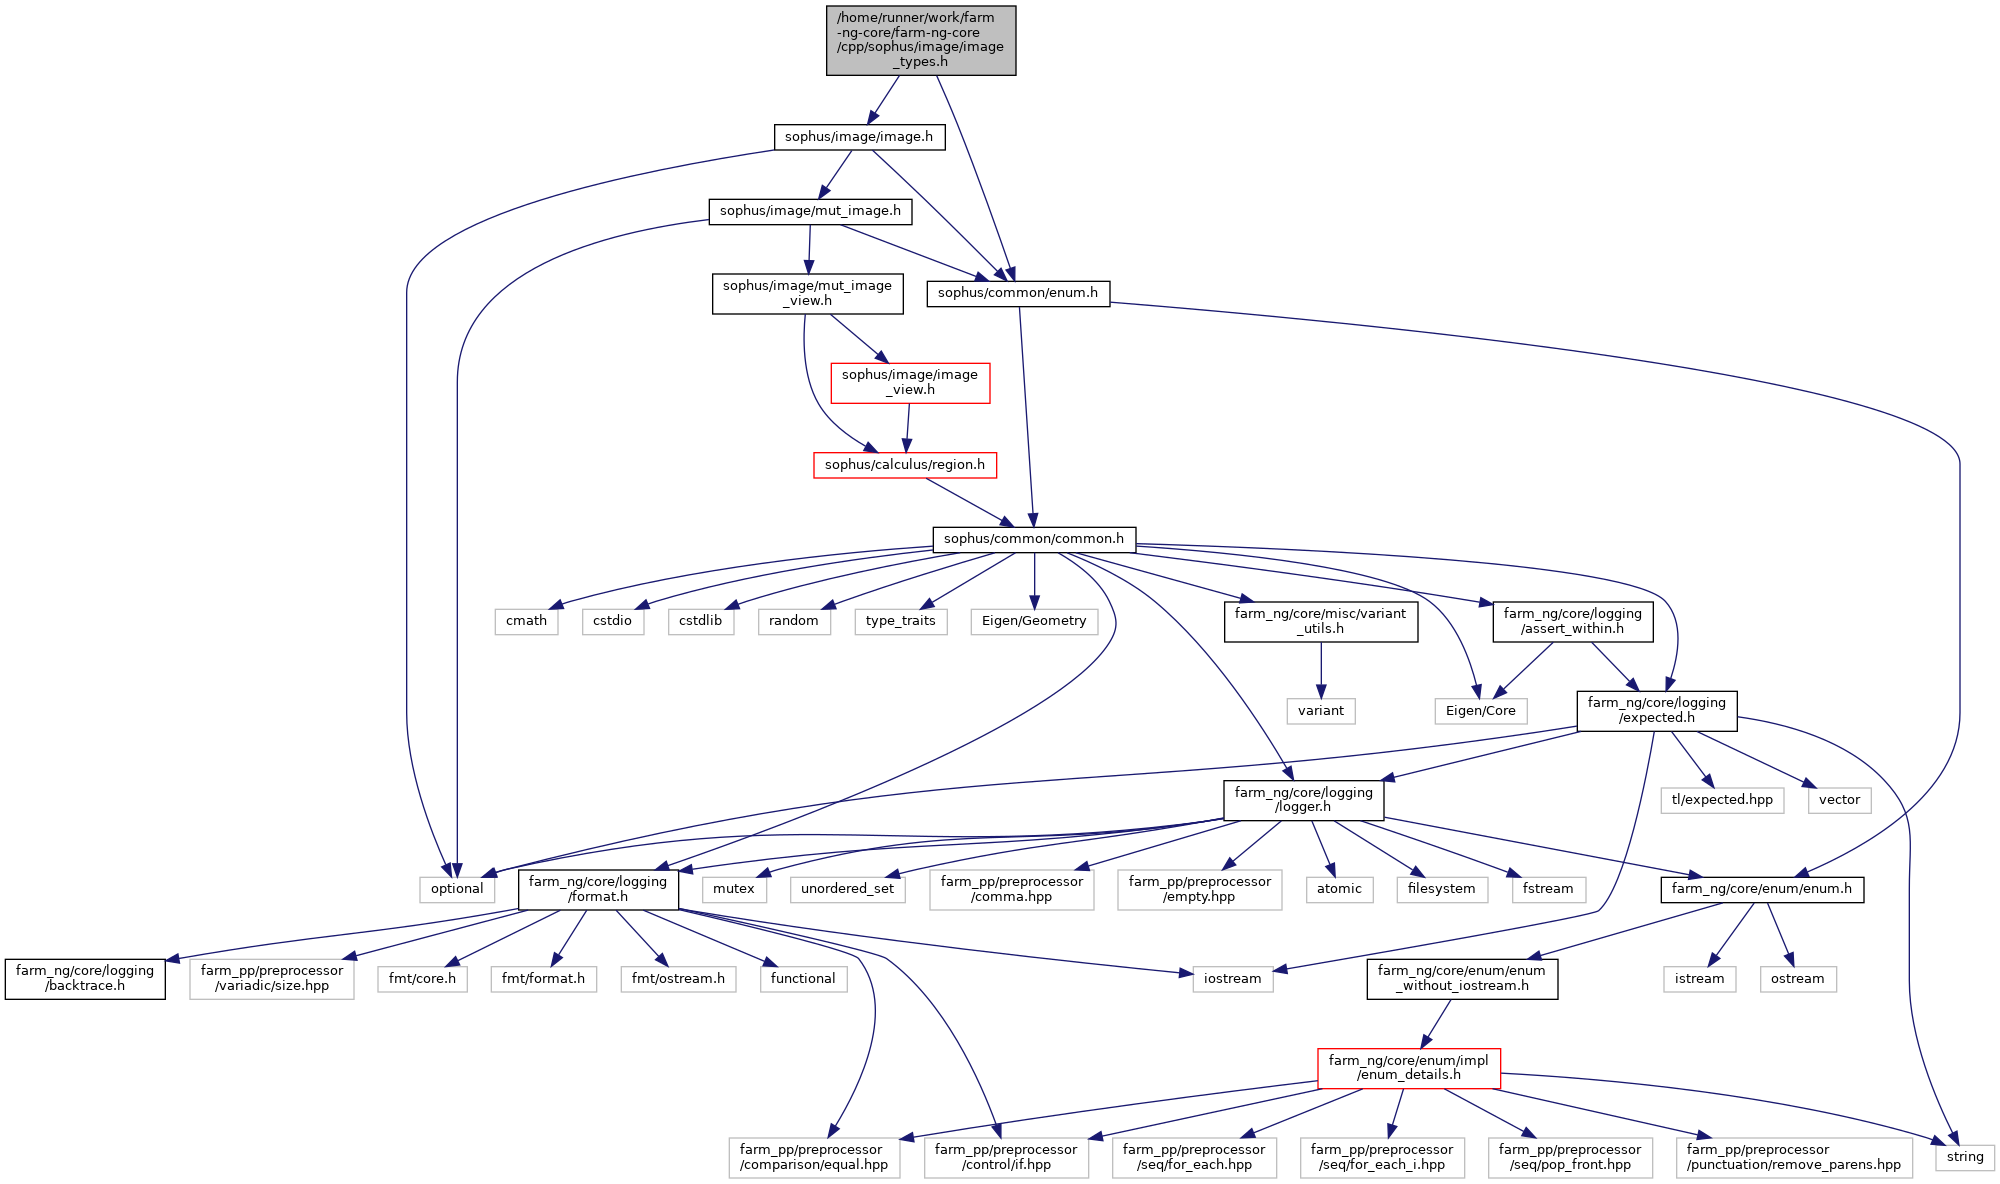 /home/runner/work/farm
-ng-core/farm-ng-core
/cpp/sophus/image/image
_types.h
sophus/image/image.h
sophus/image/mut_image.h
sophus/image/mut_image
_view.h
sophus/common/enum.h
sophus/image/image
_view.h
sophus/calculus/region.h
sophus/common/common.h
cmath
cstdio
cstdlib
random
type_traits
Eigen/Geometry
farm_ng/core/misc/variant
_utils.h
farm_ng/core/logging
/assert_within.h
variant
Eigen/Core
farm_ng/core/logging
/expected.h
farm_ng/core/logging
/logger.h
tl/expected.hpp
vector
optional
farm_ng/core/logging
/format.h
mutex
unordered_set
farm_pp/preprocessor
/comma.hpp
farm_pp/preprocessor
/empty.hpp
atomic
filesystem
fstream
farm_ng/core/enum/enum.h
farm_ng/core/logging
/backtrace.h
farm_pp/preprocessor
/variadic/size.hpp
fmt/core.h
fmt/format.h
fmt/ostream.h
functional
iostream
farm_ng/core/enum/enum
_without_iostream.h
istream
ostream
farm_ng/core/enum/impl
/enum_details.h
farm_pp/preprocessor
/comparison/equal.hpp
farm_pp/preprocessor
/control/if.hpp
farm_pp/preprocessor
/seq/for_each.hpp
farm_pp/preprocessor
/seq/for_each_i.hpp
farm_pp/preprocessor
/seq/pop_front.hpp
farm_pp/preprocessor
/punctuation/remove_parens.hpp
string